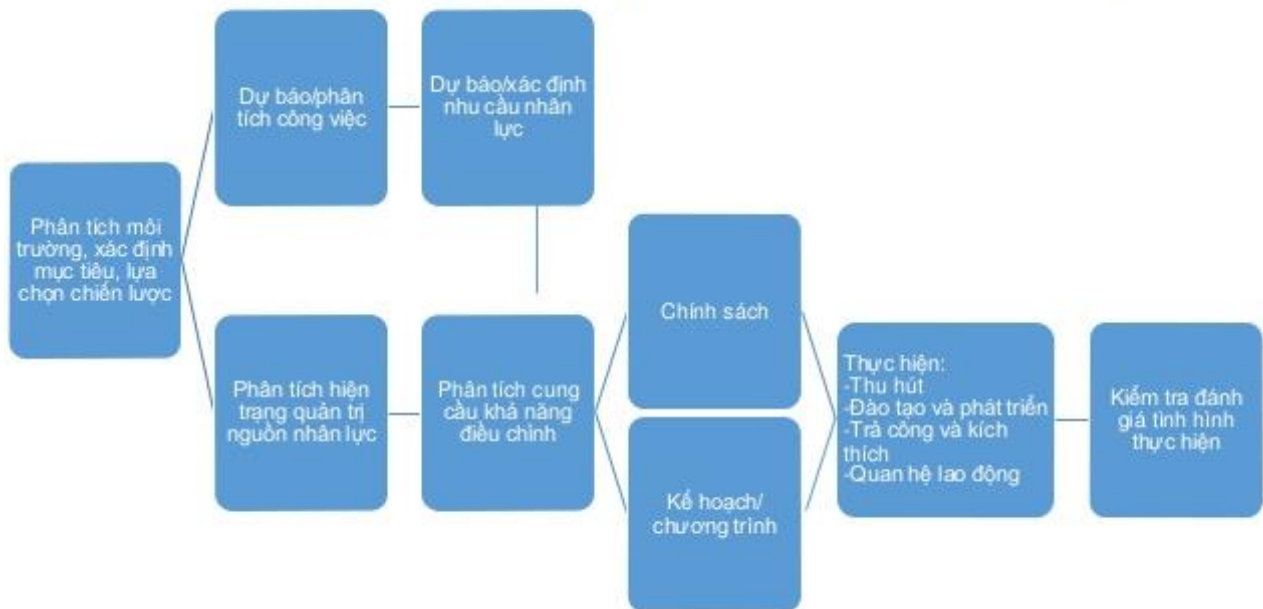 Phân tích môi
trường, xác định
mục tiêu, lựa
chọn chiến lược
Dự báo/phân
tích công việc
Dự báo/xác định
nhu cầu nhân
lực
Phân tích hiện
trạng quản trị
nguồn nhân lực
Phân tích cung
cầu khả năng
điều chỉnh
Chính sách
Kế hoạch/
chương trình
Thực hiện:
-Thu hút
-Đào tạo và phát triển
-Trả công và kích
thích
-Quan hệ lao động
Kiểm tra đánh
giá tình hình
thực hiện